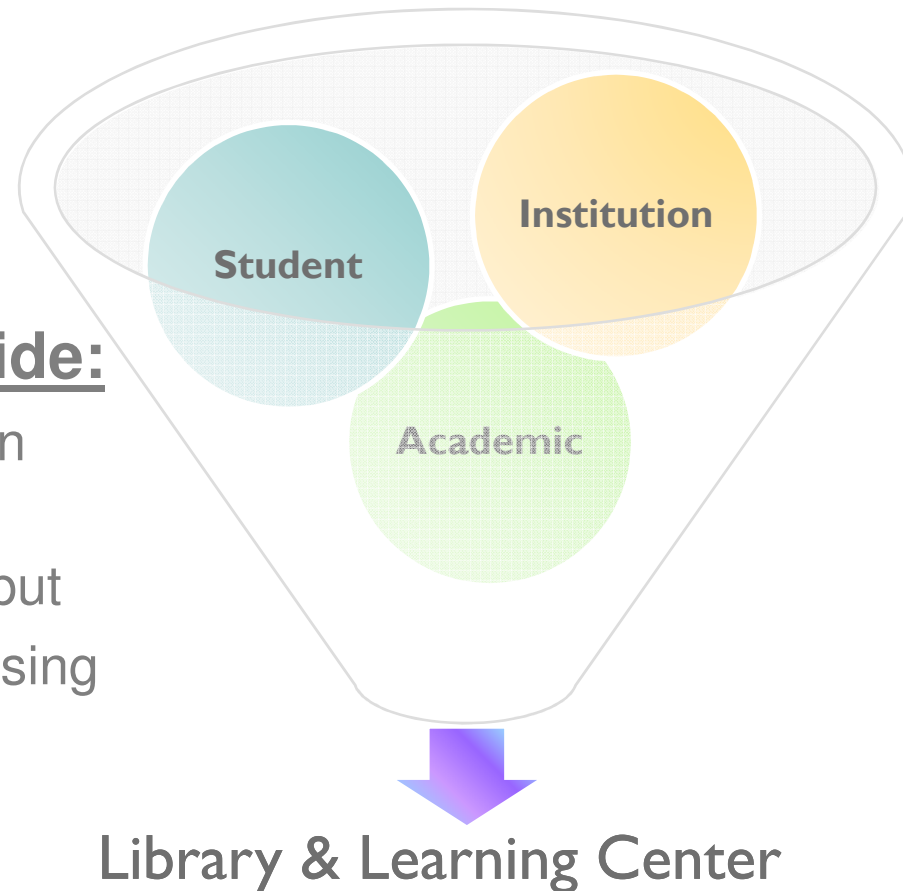 Institution
Student
ide:
n
Academic
out
sing
Library & Learning Center